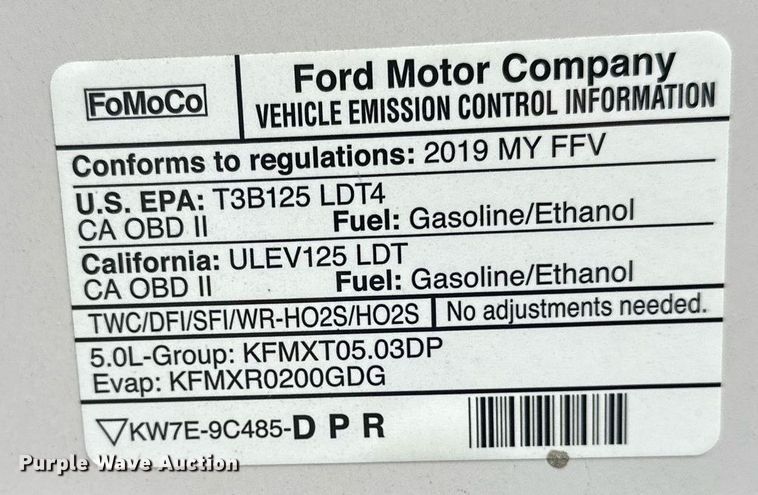 FoMoCo
Ford Motor Company
VEHICLE EMISSION CONTROL INFORMATION
Conforms to regulations: 2019 MY FFV
U.S. EPA: T3B125 LDT4
CA OBD II Fuel: Gasoline/Ethanol
California: ULEV125 LDT
CA OBD II Fuel: Gasoline/Ethanol
TWC/DFI/SFI/WR-HO2S/HO2S No adjustments needed.
5.0L-Group: KFMXT05.03DP
Evap: KFMXR0200GDG
KW7E-9C485-D P R
Purple Wave Auction